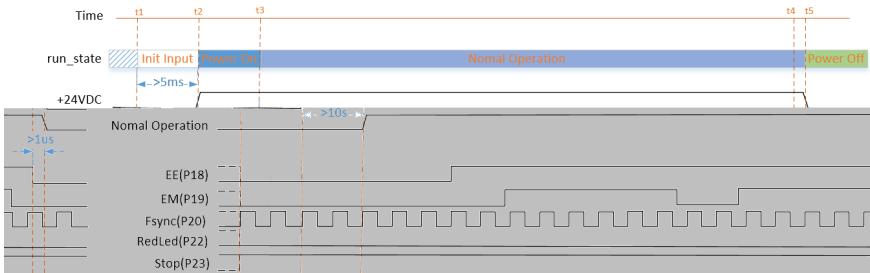 Time t1 t2 t3 t4 t5
run_state Init Input Power On Nomal Operation Power Off
>5ms
+24VDC
>10s
Nomal Operation
>1us
EE(P18)
EM(P19)
Fsync(P20)
RedLed(P22)
Stop(P23)